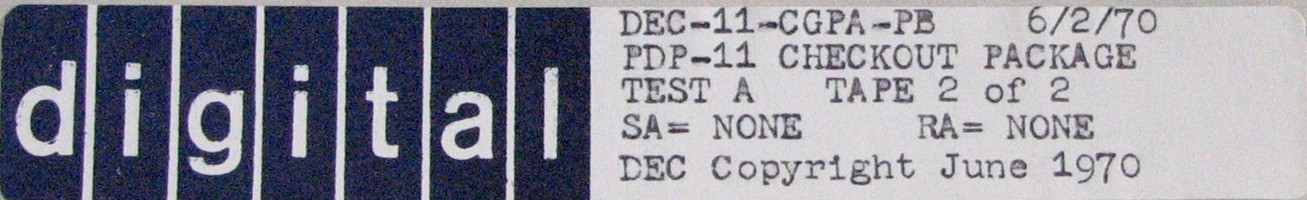 digital
DEC-11-CGPA-PB 6/2/70
PDP-11 CHECKOUT PACKAGE
TEST A TAPE 2 of 2
SA= NONE RA= NONE
DEC Copyright June 1970